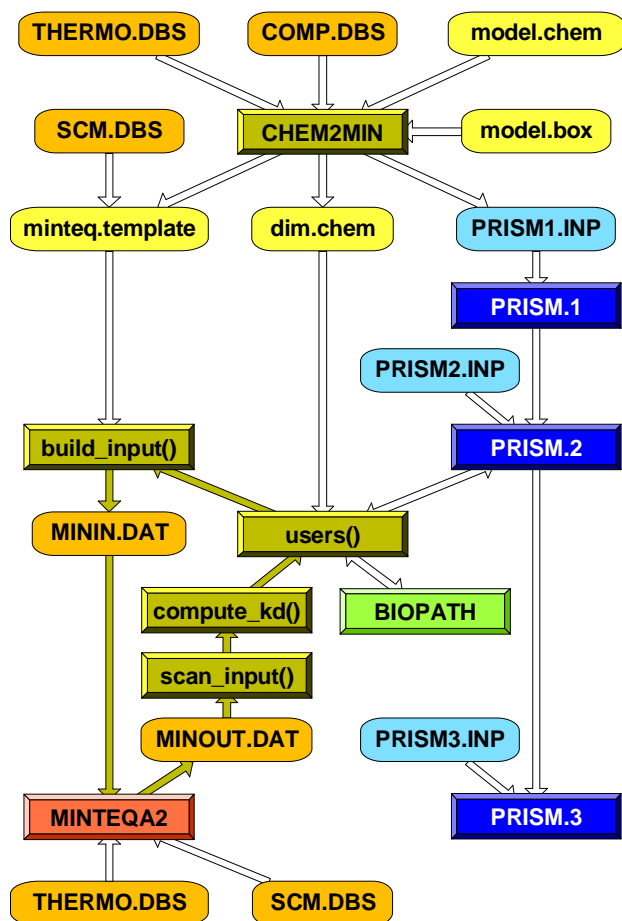 THERMO.DBS
COMP.DBS
model.chem
SCM.DBS
CHEM2MIN
model.box
minteq.template
dim.chem
PRISM1.INP
PRISM.1
PRISM2.INP
build_input()
PRISM.2
MININ.DAT
users()
compute_kd()
BIOPATH
scan_input()
MINOUT.DAT
PRISM3.INP
MINTEQA2
PRISM.3
THERMO.DBS
SCM.DBS